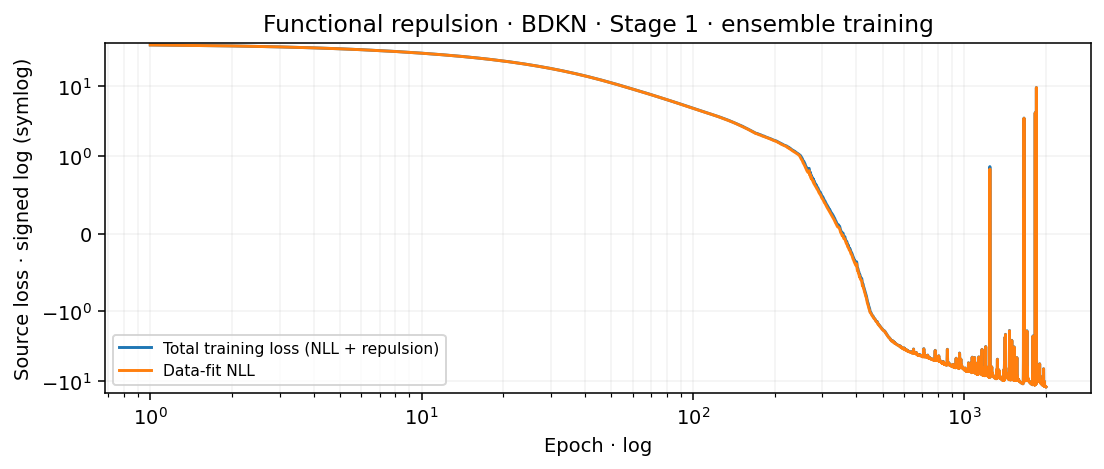 Functional repulsion · BDKN · Stage 1 · ensemble training
Source loss · signed log (symlog)
10¹
10⁰
0
−10⁰
−10¹
Total training loss (NLL + repulsion)
Data-fit NLL
10⁰ 10¹ 10² 10³
Epoch · log